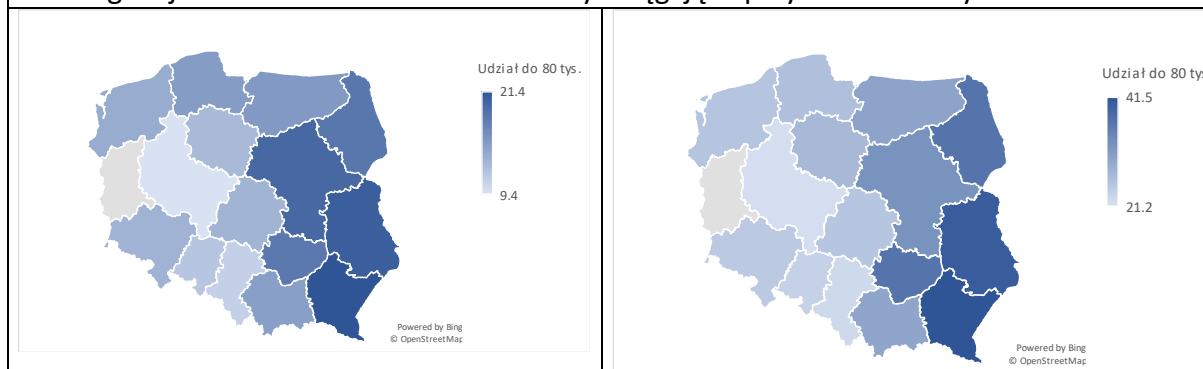 Udział do 80 tys.
21.4
9.4
Powered by Bing
© OpenStreetMap
Udział do 80 tys
41.5
21.2
Powered by Bing
© OpenStreetMap